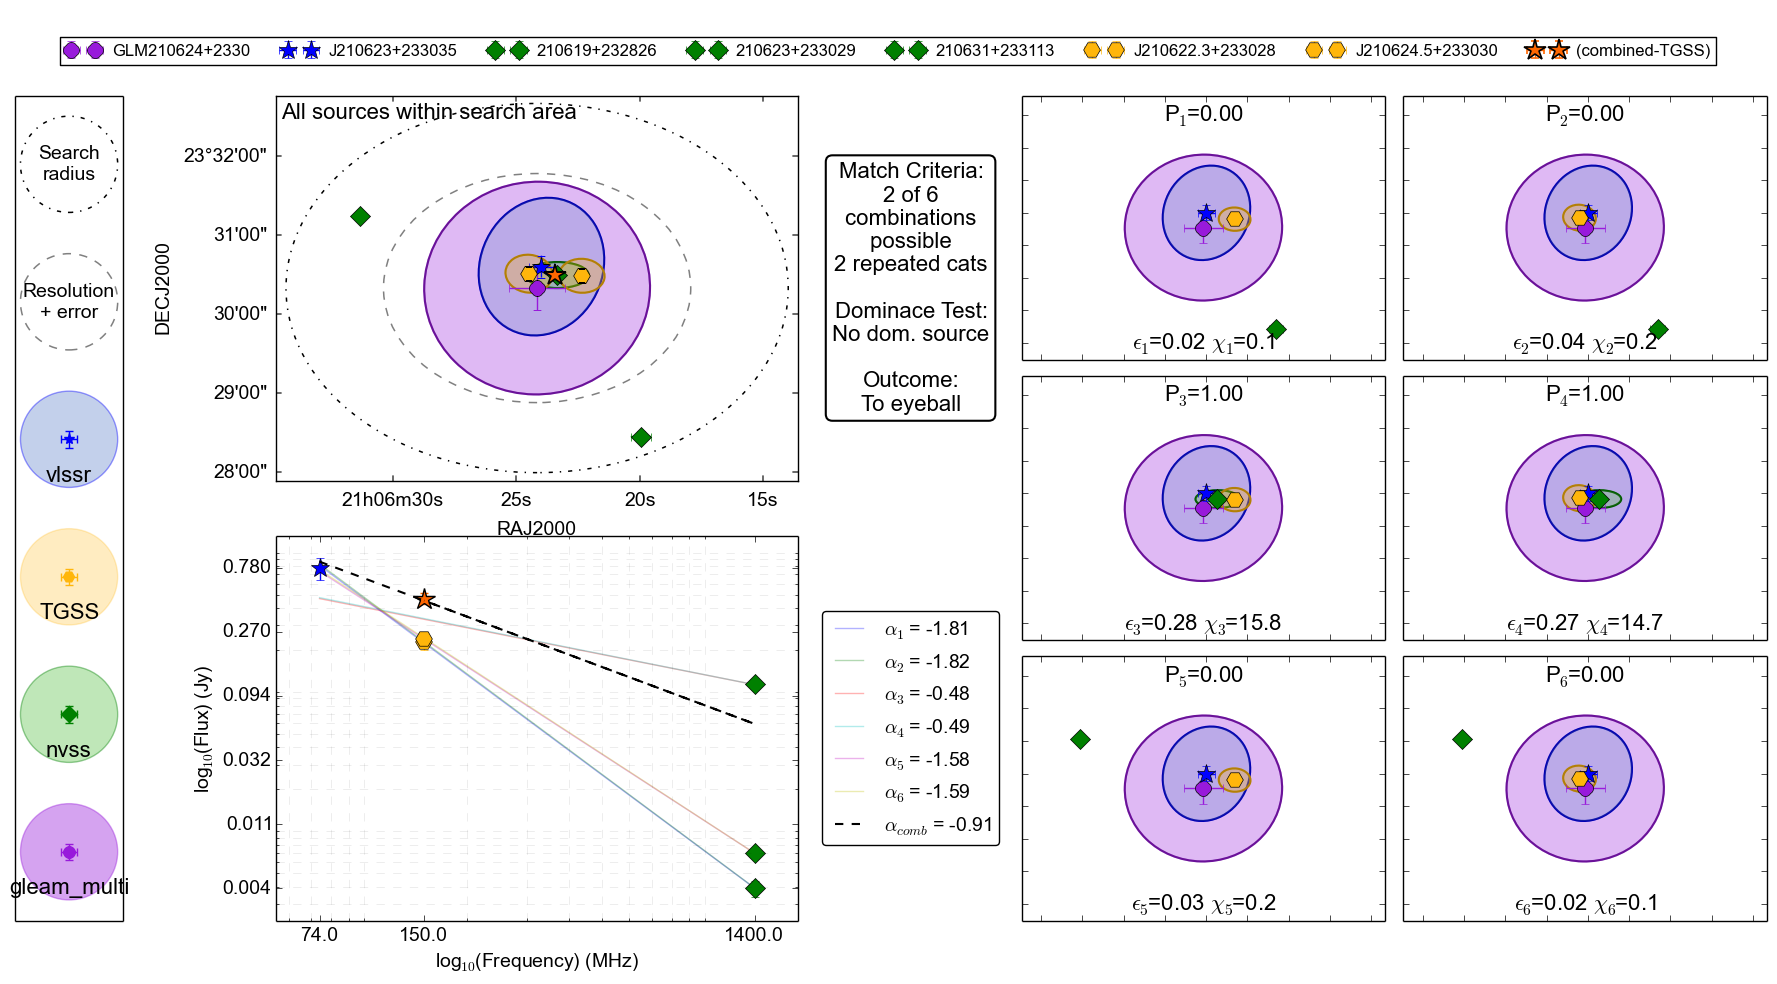 GLM210624+2330 J210623+233035 210619+232826 210623+233029 210631+233113 J210622.3+233028 J210624.5+233030 (combined-TGSS)
Search
radius
Resolution
+ error
vlssr
TGSS
nvss
gleam_multi
All sources within search area
DECJ2000
23°32'00"
31'00"
30'00"
29'00"
28'00"
21h06m30s 25s 20s 15s
RAJ2000
Match Criteria:
2 of 6
combinations
possible
2 repeated cats
Dominace Test:
No dom. source
Outcome:
To eyeball
log₁₀(Flux) (Jy)
0.780
0.270
0.094
0.032
0.011
0.004
74.0 150.0 1400.0
log₁₀(Frequency) (MHz)
α₁ = -1.81
α₂ = -1.82
α₃ = -0.48
α₄ = -0.49
α₅ = -1.58
α₆ = -1.59
α_comb = -0.91
P₁=0.00
ϵ₁=0.02 χ₁=0.1
P₂=0.00
ϵ₂=0.04 χ₂=0.2
P₃=1.00
ϵ₃=0.28 χ₃=15.8
P₄=1.00
ϵ₄=0.27 χ₄=14.7
P₅=0.00
ϵ₅=0.03 χ₅=0.2
P₆=0.00
ϵ₆=0.02 χ₆=0.1